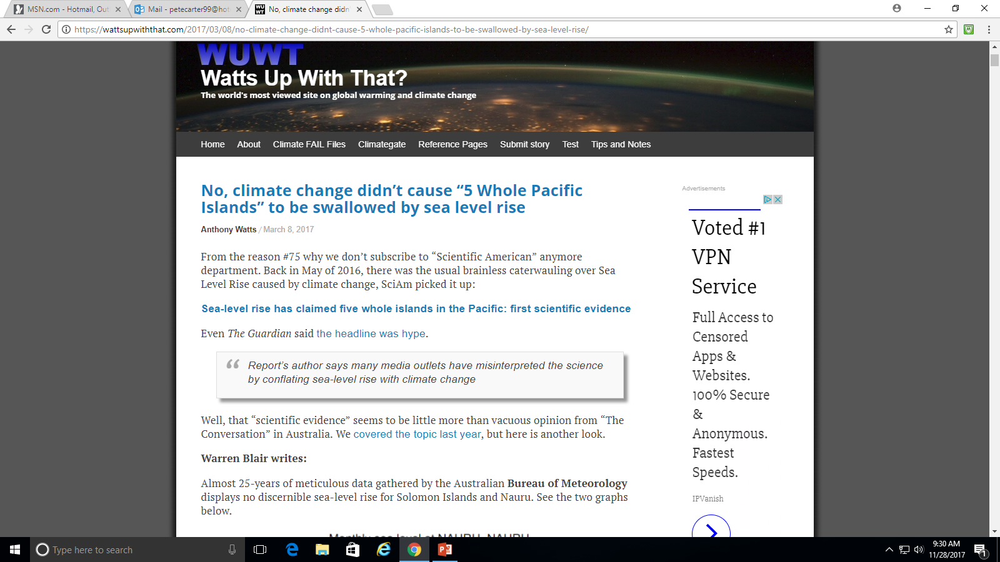 MSN.com - Hotmail, Out
Mail - petecarter99@hot
No, climate change didn'
https://wattsupwiththat.com/2017/03/08/no-climate-change-didnt-cause-5-whole-pacific-islands-to-be-swallowed-by-sea-level-rise/
WUWT
Watts Up With That?
The world's most viewed site on global warming and climate change
Home About Climate FAIL Files Climategate Reference Pages Submit story Test Tips and Notes
No, climate change didn’t cause “5 Whole Pacific
Islands” to be swallowed by sea level rise
Anthony Watts / March 8, 2017
From the reason #75 why we don’t subscribe to “Scientific American” anymore
department. Back in May of 2016, there was the usual brainless caterwauling over Sea
Level Rise caused by climate change, SciAm picked it up:
Sea-level rise has claimed five whole islands in the Pacific: first scientific evidence
Even The Guardian said the headline was hype.
“ Report’s author says many media outlets have misinterpreted the science
by conflating sea-level rise with climate change
Well, that “scientific evidence” seems to be little more than vacuous opinion from “The
Conversation” in Australia. We covered the topic last year, but here is another look.
Warren Blair writes:
Almost 25-years of meticulous data gathered by the Australian Bureau of Meteorology
displays no discernible sea-level rise for Solomon Islands and Nauru. See the two graphs
below.
Monthly sea level at NAURU, NAURU
Advertisements
Voted #1
VPN
Service
Full Access to
Censored
Apps &
Websites.
100% Secure
&
Anonymous.
Fastest
Speeds.
IPVanish
Type here to search
9:30 AM
11/28/2017
1